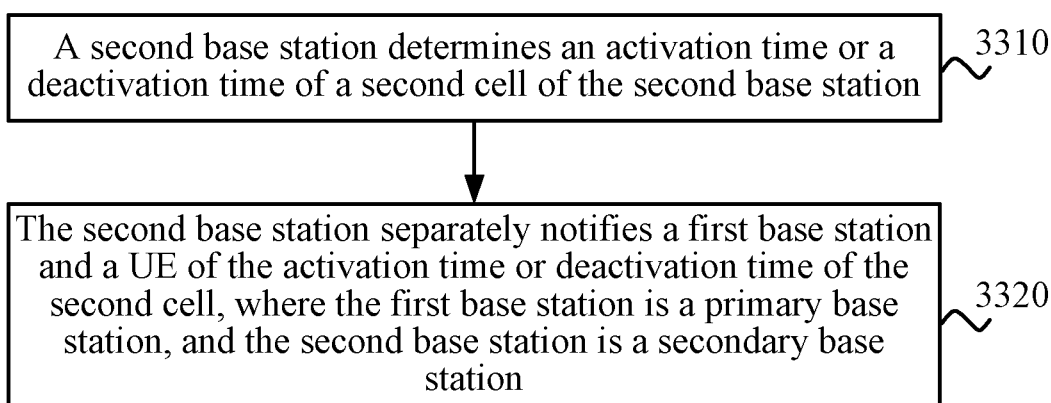 A second base station determines an activation time or a
deactivation time of a second cell of the second base station
3310
The second base station separately notifies a first base station
and a UE of the activation time or deactivation time of the
second cell, where the first base station is a primary base
station, and the second base station is a secondary base
station
3320